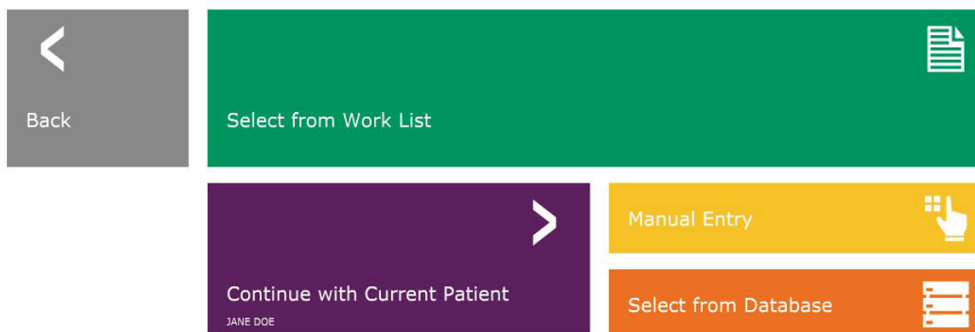 Back
Select from Work List
Continue with Current Patient
JANE DOE
Manual Entry
Select from Database